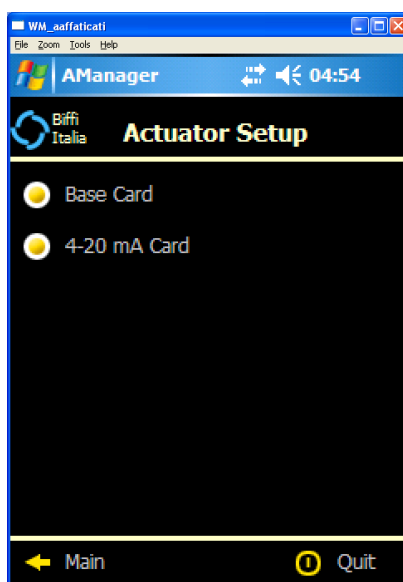 WM_aaffaticati
File Zoom Tools Help
AManager 04:54
Biffi
Italia
Actuator Setup
Base Card
4-20 mA Card
Main Quit